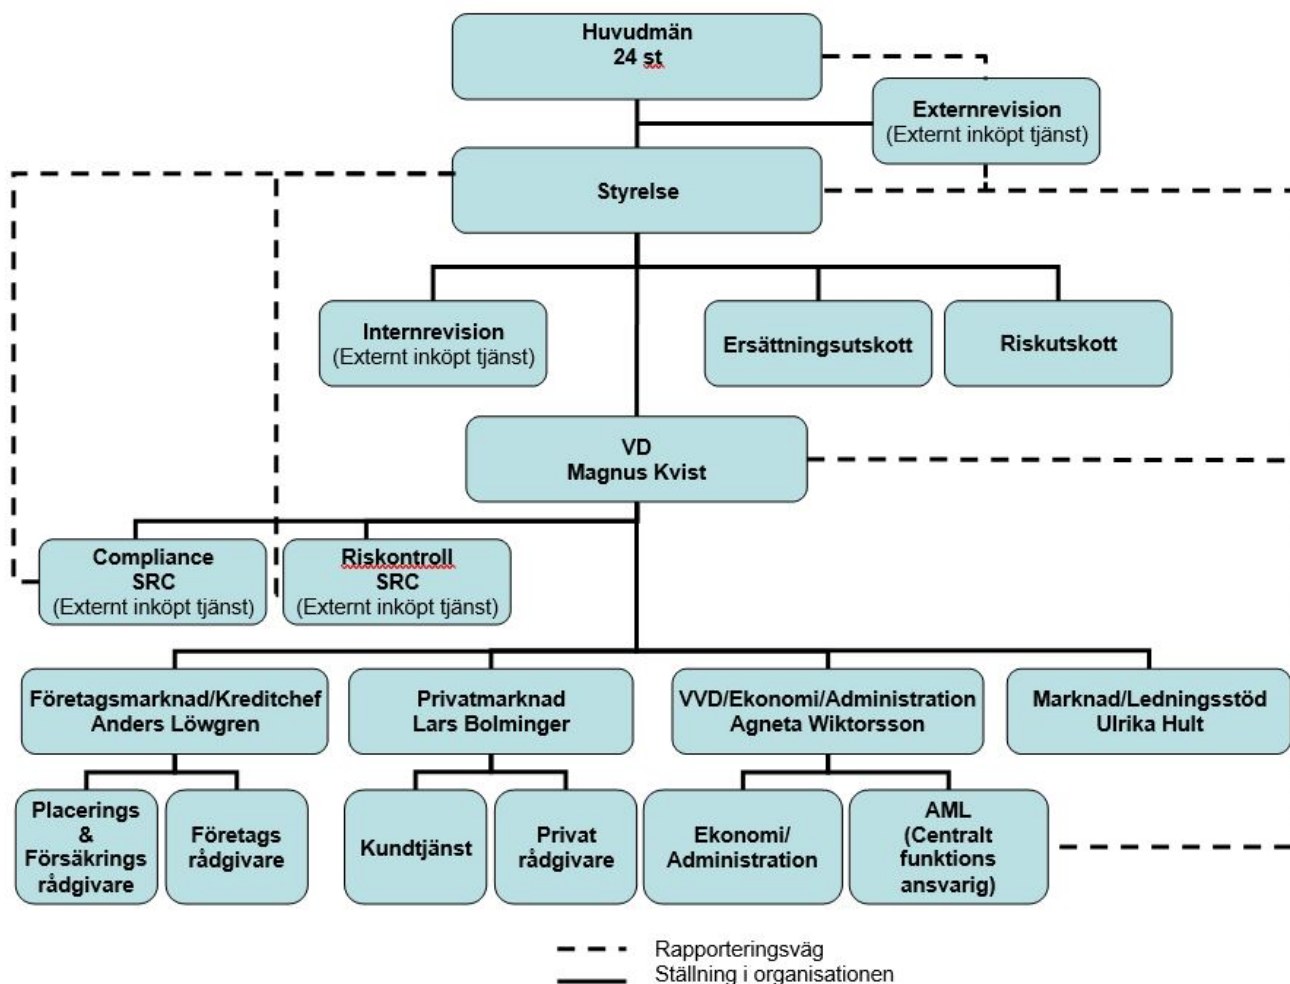 Huvudmän
24 st
Externrevision
(Externt inköpt tjänst)
Styrelse
Internrevision
(Externt inköpt tjänst)
Ersättningsutskott
Riskutskott
VD
Magnus Kvist
Compliance
SRC
(Externt inköpt tjänst)
Riskontroll
SRC
(Externt inköpt tjänst)
Företagsmarknad/Kreditchef
Anders Löwgren
Privatmarknad
Lars Bolminger
VVD/Ekonomi/Administration
Agneta Wiktorsson
Marknad/Ledningsstöd
Ulrika Hult
Placerings
&
Försäkrings
rådgivare
Företags
rådgivare
Kundtjänst
Privat
rådgivare
Ekonomi/
Administration
AML
(Centralt
funktions
ansvarig)
Rapporteringsväg
Ställning i organisationen